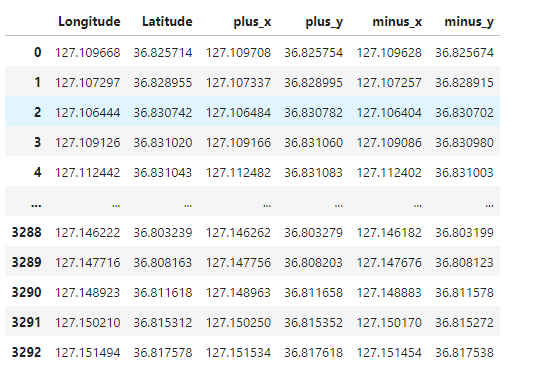 Longitude Latitude plus_x plus_y minus_x minus_y
0 127.109668 36.825714 127.109708 36.825754 127.109628 36.825674
1 127.107297 36.828955 127.107337 36.828995 127.107257 36.828915
2 127.106444 36.830742 127.106484 36.830782 127.106404 36.830702
3 127.109126 36.831020 127.109166 36.831060 127.109086 36.830980
4 127.112442 36.831043 127.112482 36.831083 127.112402 36.831003
... ... ... ... ... ... ...
3288 127.146222 36.803239 127.146262 36.803279 127.146182 36.803199
3289 127.147716 36.808163 127.147756 36.808203 127.147676 36.808123
3290 127.148923 36.811618 127.148963 36.811658 127.148883 36.811578
3291 127.150210 36.815312 127.150250 36.815352 127.150170 36.815272
3292 127.151494 36.817578 127.151534 36.817618 127.151454 36.817538